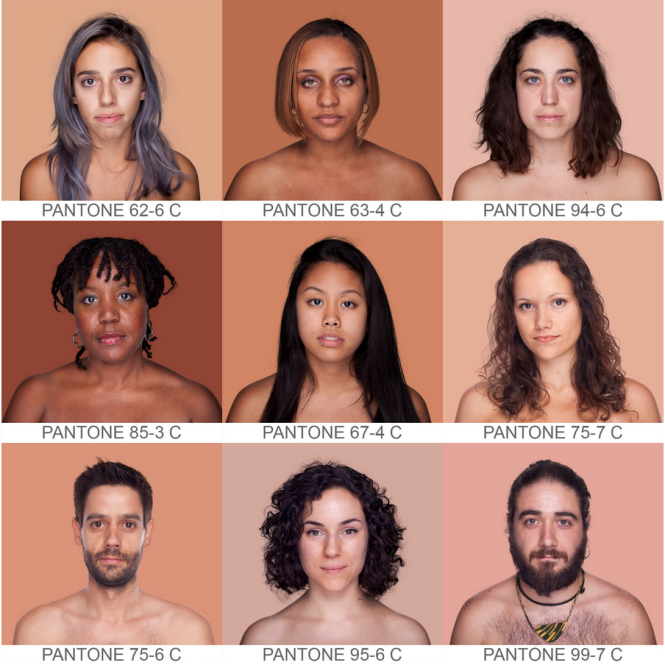 PANTONE 62-6 C
PANTONE 63-4 C
PANTONE 94-6 C
PANTONE 85-3 C
PANTONE 67-4 C
PANTONE 75-7 C
PANTONE 75-6 C
PANTONE 95-6 C
PANTONE 99-7 C